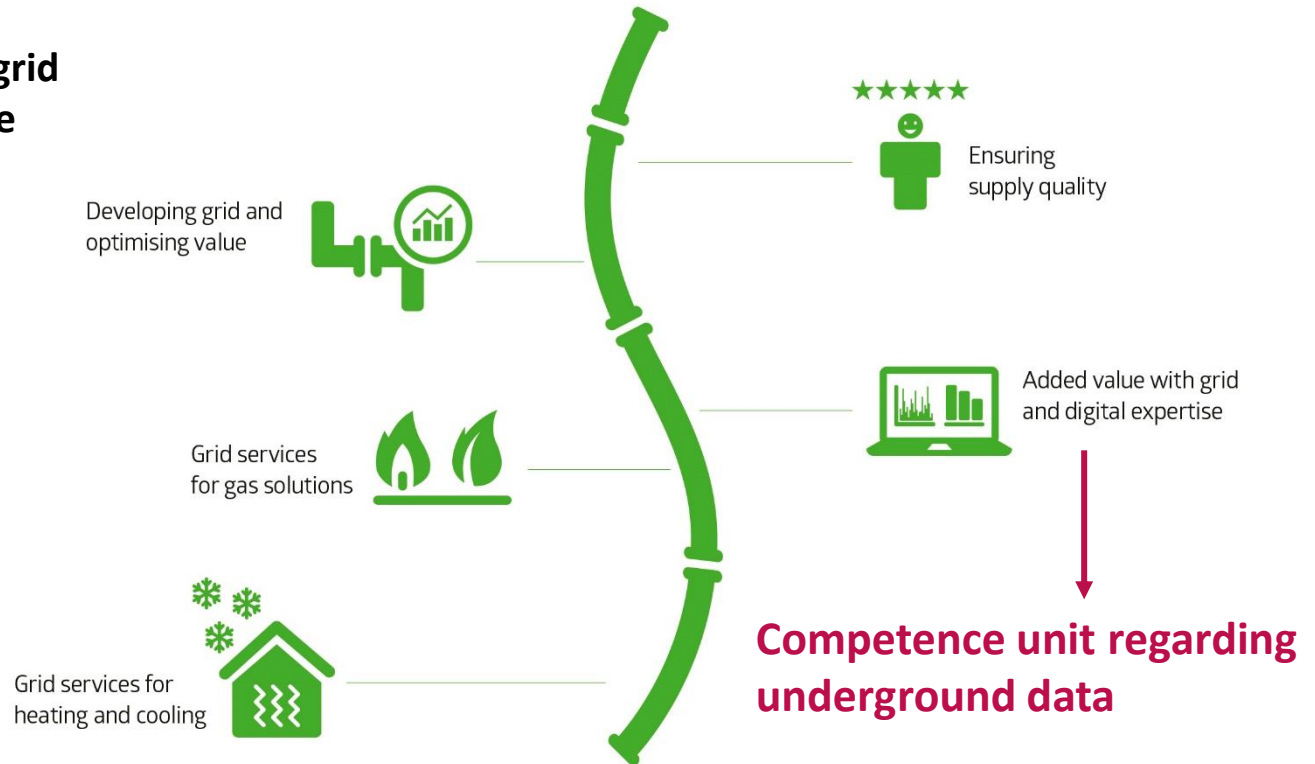 grid
e
Ensuring
supply quality
Developing grid and
optimising value
Added value with grid
and digital expertise
Grid services
for gas solutions
Competence unit regarding
underground data
Grid services for
heating and cooling